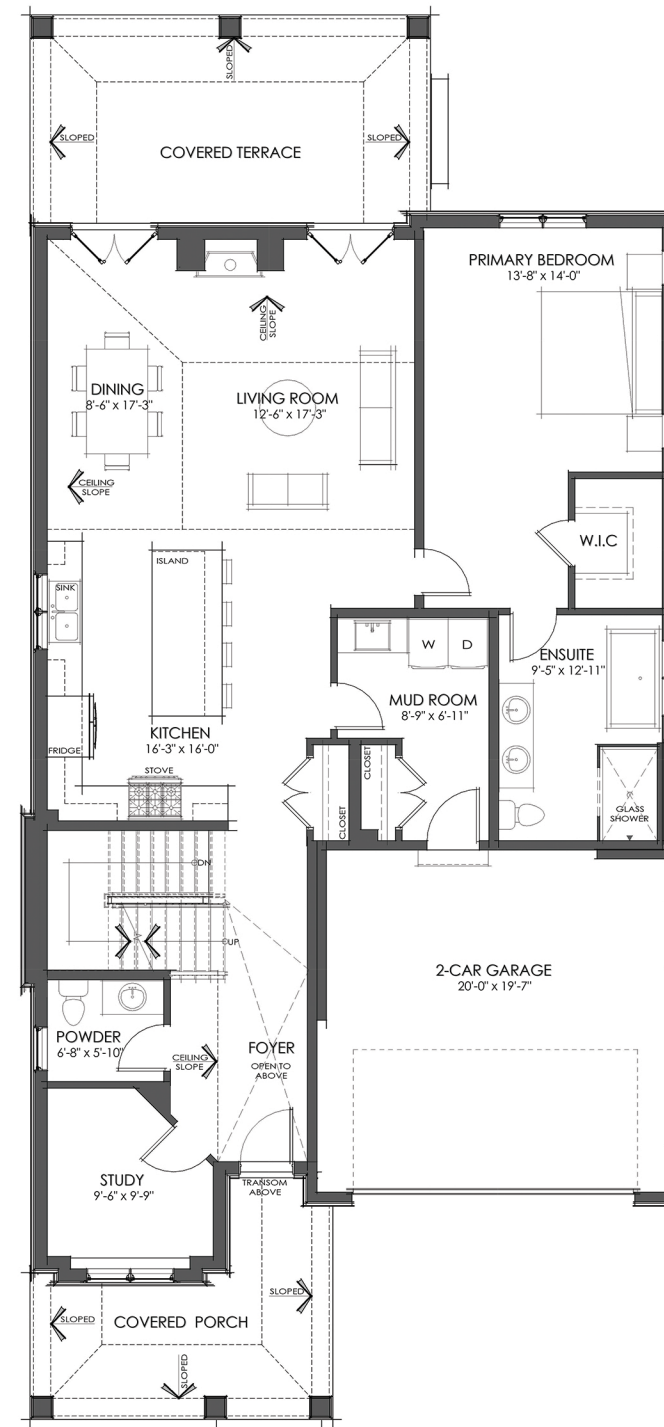 SLOPED
SLOPED
SLOPED
COVERED TERRACE
PRIMARY BEDROOM
13'-8" x 14'-0"
CEILING
SLOPE
DINING
8'-6" x 17'-3"
LIVING ROOM
12'-6" x 17'-3"
CEILING
SLOPE
W.I.C
ISLAND
SINK
W
D
ENSUITE
9'-5" x 12'-11"
MUD ROOM
8'-9" x 6'-11"
KITCHEN
16'-3" x 16'-0"
FRIDGE
STOVE
CLOSET
CLOSET
GLASS
SHOWER
DN
UP
2-CAR GARAGE
20'-0" x 19'-7"
POWDER
6'-8" x 5'-10"
CEILING
SLOPE
FOYER
OPEN TO
ABOVE
STUDY
9'-6" x 9'-9"
TRANSOM
ABOVE
SLOPED
SLOPED
COVERED PORCH
SLOPED